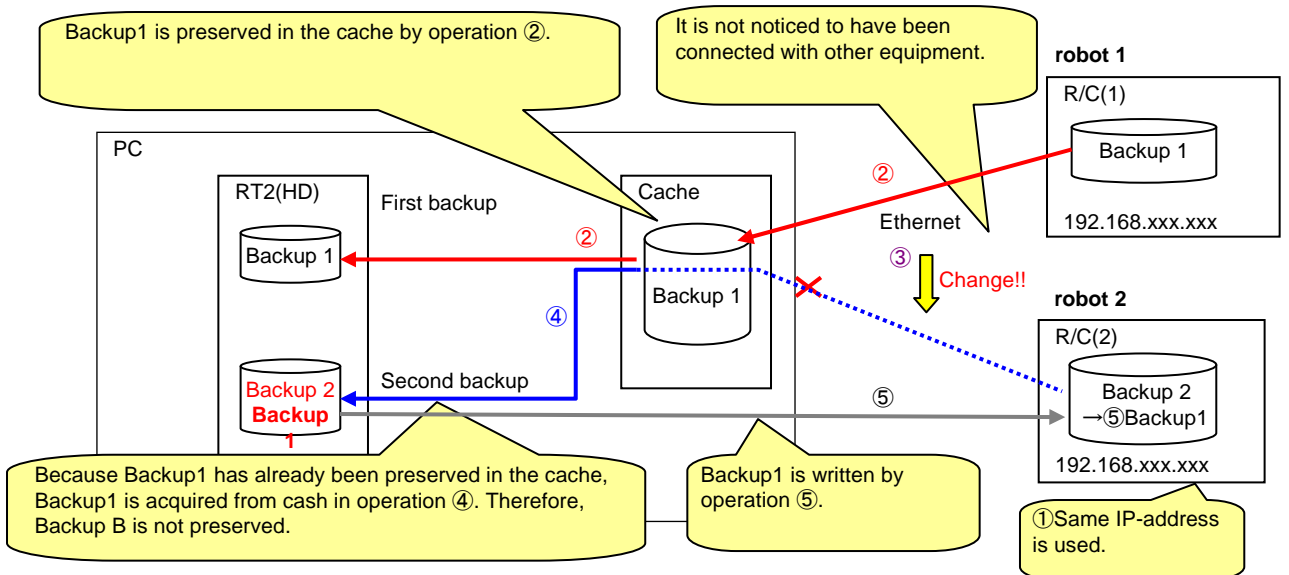 Backup1 is preserved in the cache by operation ②.
It is not noticed to have been
connected with other equipment.
robot 1
R/C(1)
Backup 1
192.168.xxx.xxx
PC
RT2(HD)
First backup
Cache
②
Ethernet
②
Backup 1
③
Change!!
Backup 1
④
robot 2
R/C(2)
Backup 2
Backup
1
Second backup
⑤
Backup 2
→⑤Backup1
192.168.xxx.xxx
Because Backup1 has already been preserved in the cache,
Backup1 is acquired from cash in operation ④. Therefore,
Backup B is not preserved.
Backup1 is written by
operation ⑤.
①Same IP-address
is used.